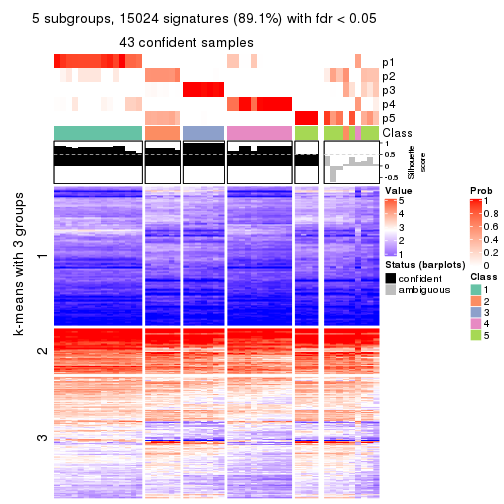 5 subgroups, 15024 signatures (89.1%) with fdr < 0.05
43 confident samples
p1
p2
p3
p4
p5
Class
1
0.5
0
-0.5
Silhouette
score
k-means with 3 groups
1
2
3
Value
5
4
3
2
1
Status (barplots)
confident
ambiguous
Prob
1
0.8
0.6
0.4
0.2
0
Class
1
2
3
4
5